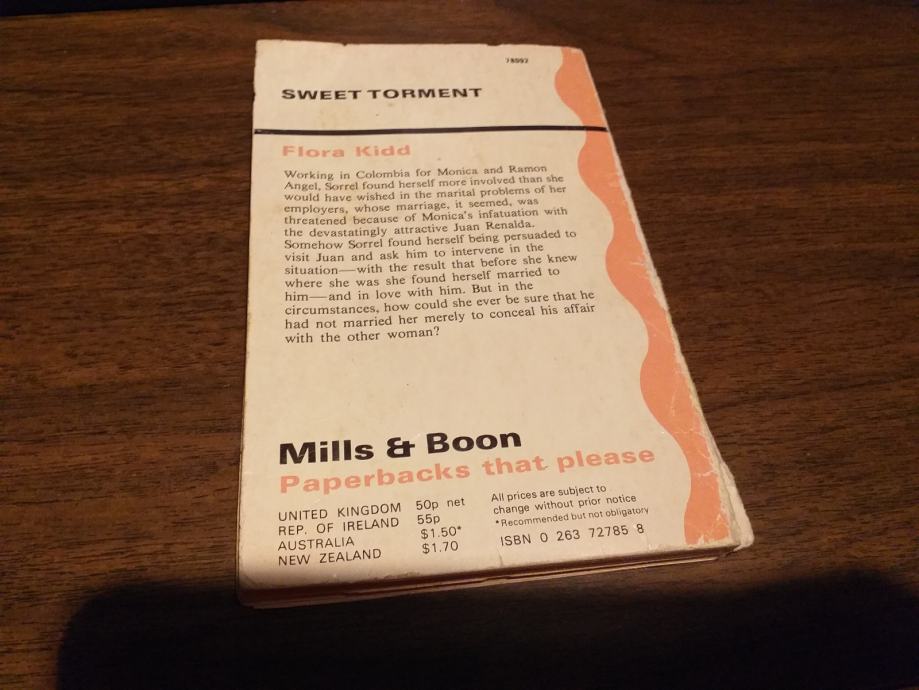 78092
SWEET TORMENT
Flora Kidd
Working in Colombia for Monica and Ramon
Angel, Sorrel found herself more involved than she
would have wished in the marital problems of her
employers, whose marriage, it seemed, was
threatened because of Monica's infatuation with
the devastatingly attractive Juan Renalda.
Somehow Sorrel found herself being persuaded to
visit Juan and ask him to intervene in the
situation—with the result that before she knew
where she was she found herself married to
him—and in love with him. But in the
circumstances, how could she ever be sure that he
had not married her merely to conceal his affair
with the other woman?
Mills & Boon
Paperbacks that please
UNITED KINGDOM 50p net
REP. OF IRELAND 55p
AUSTRALIA $1.50*
NEW ZEALAND $1.70
All prices are subject to
change without prior notice
*Recommended but not obligatory
ISBN 0 263 72785 8